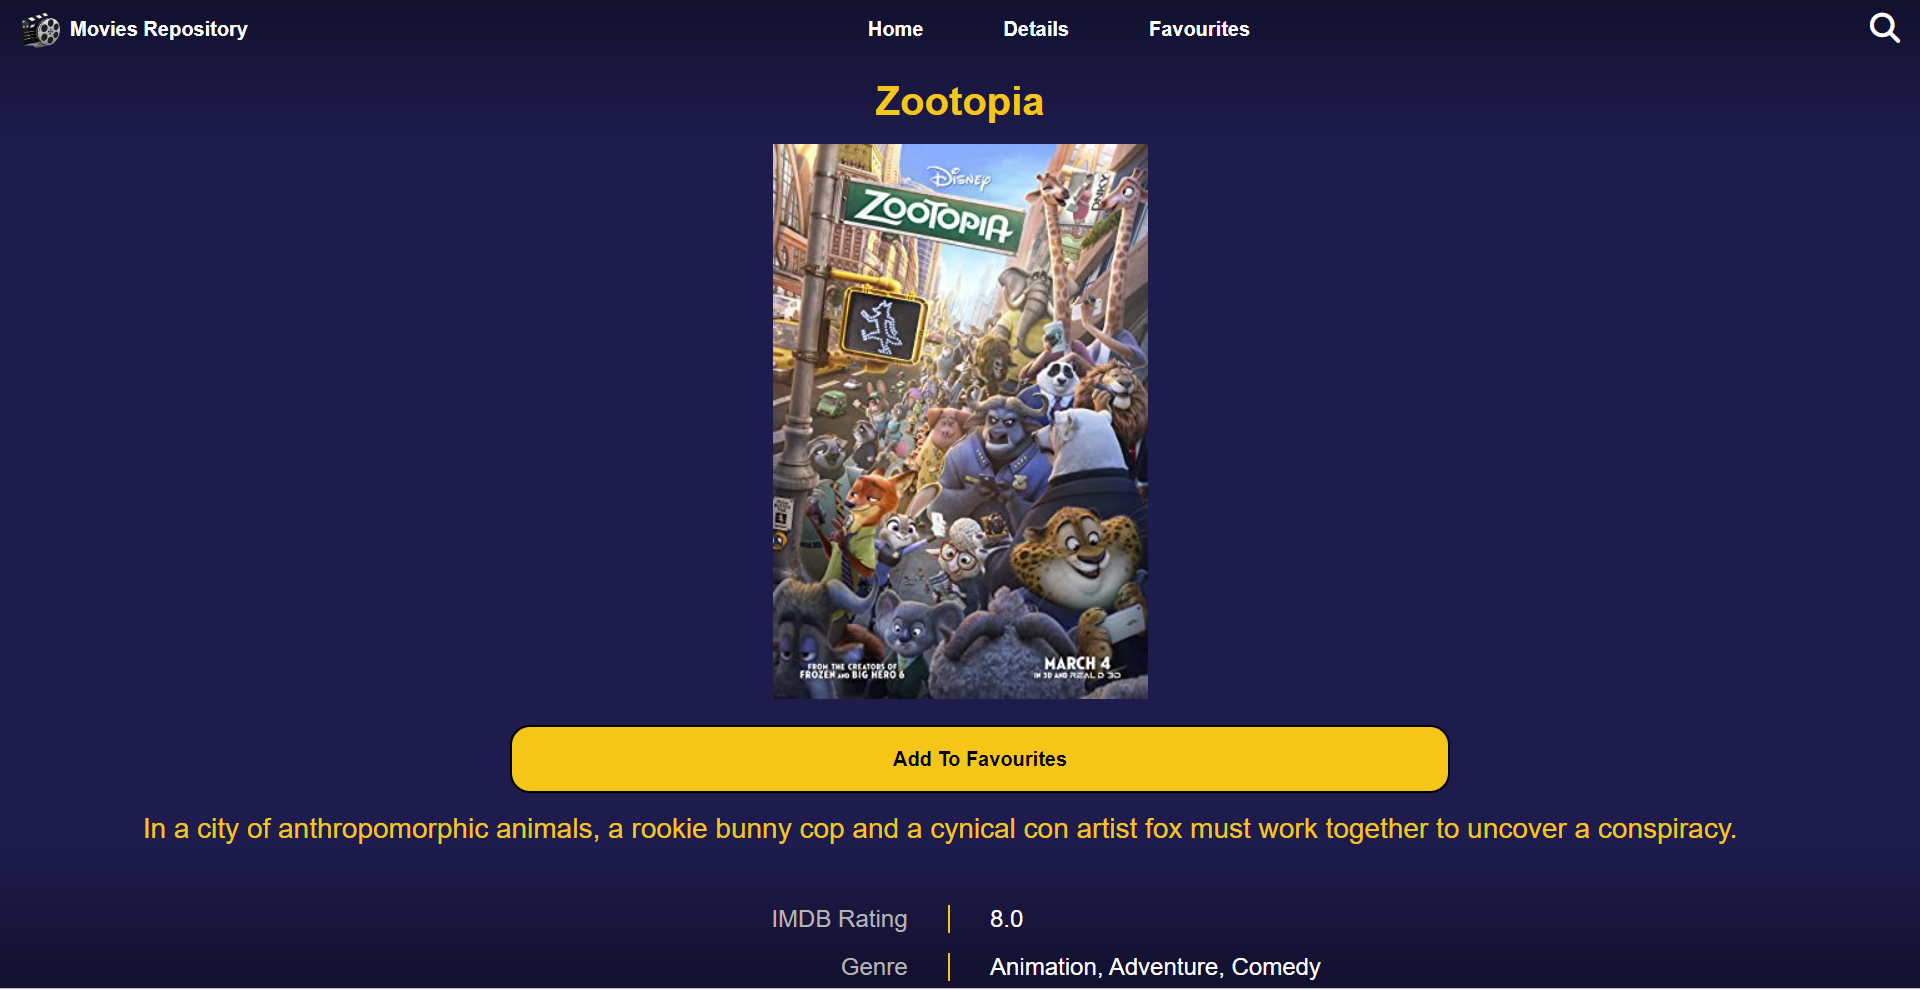 Movies Repository
Home
Details
Favourites
Zootopia
DISNEY
ZOOTOPIA
DNKY
FROM THE CREATORS OF
FROZEN AND BIG HERO 6
MARCH 4
IN 3D AND REAL D 3D
Add To Favourites
In a city of anthropomorphic animals, a rookie bunny cop and a cynical con artist fox must work together to uncover a conspiracy.
IMDB Rating
8.0
Genre
Animation, Adventure, Comedy